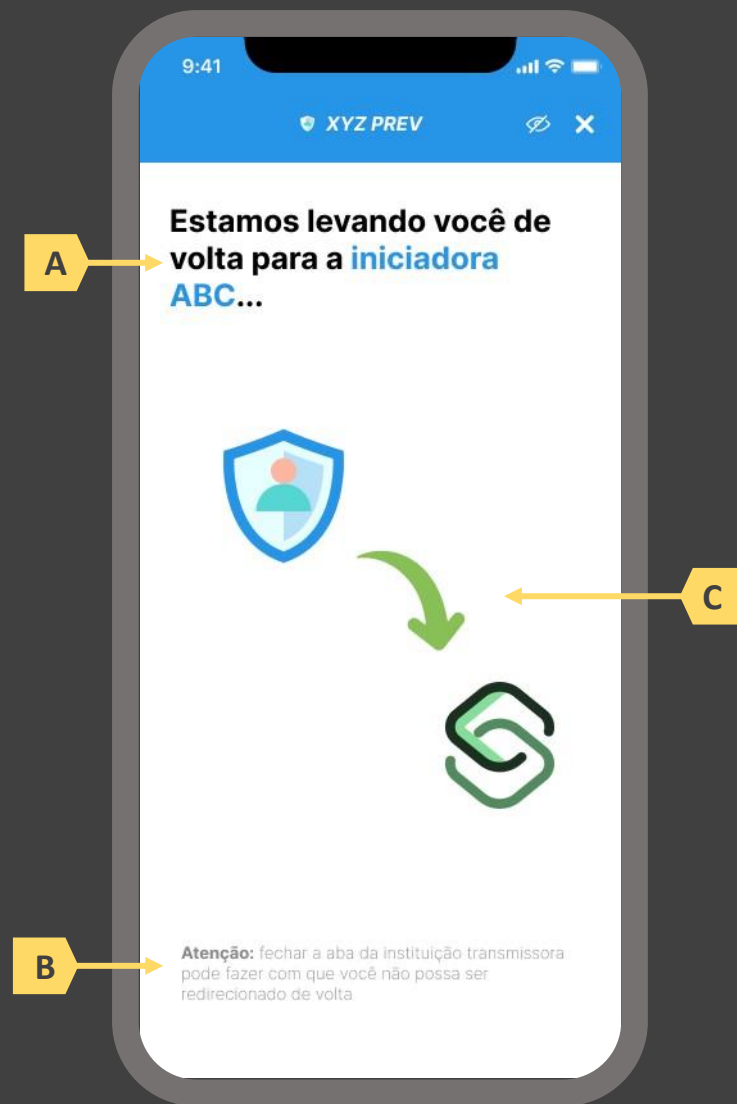 9:41
XYZ PREV
Estamos levando você de
volta para a iniciadora
ABC...
A
C
B
Atenção: fechar a aba da instituição transmissora
pode fazer com que você não possa ser
redirecionado de volta